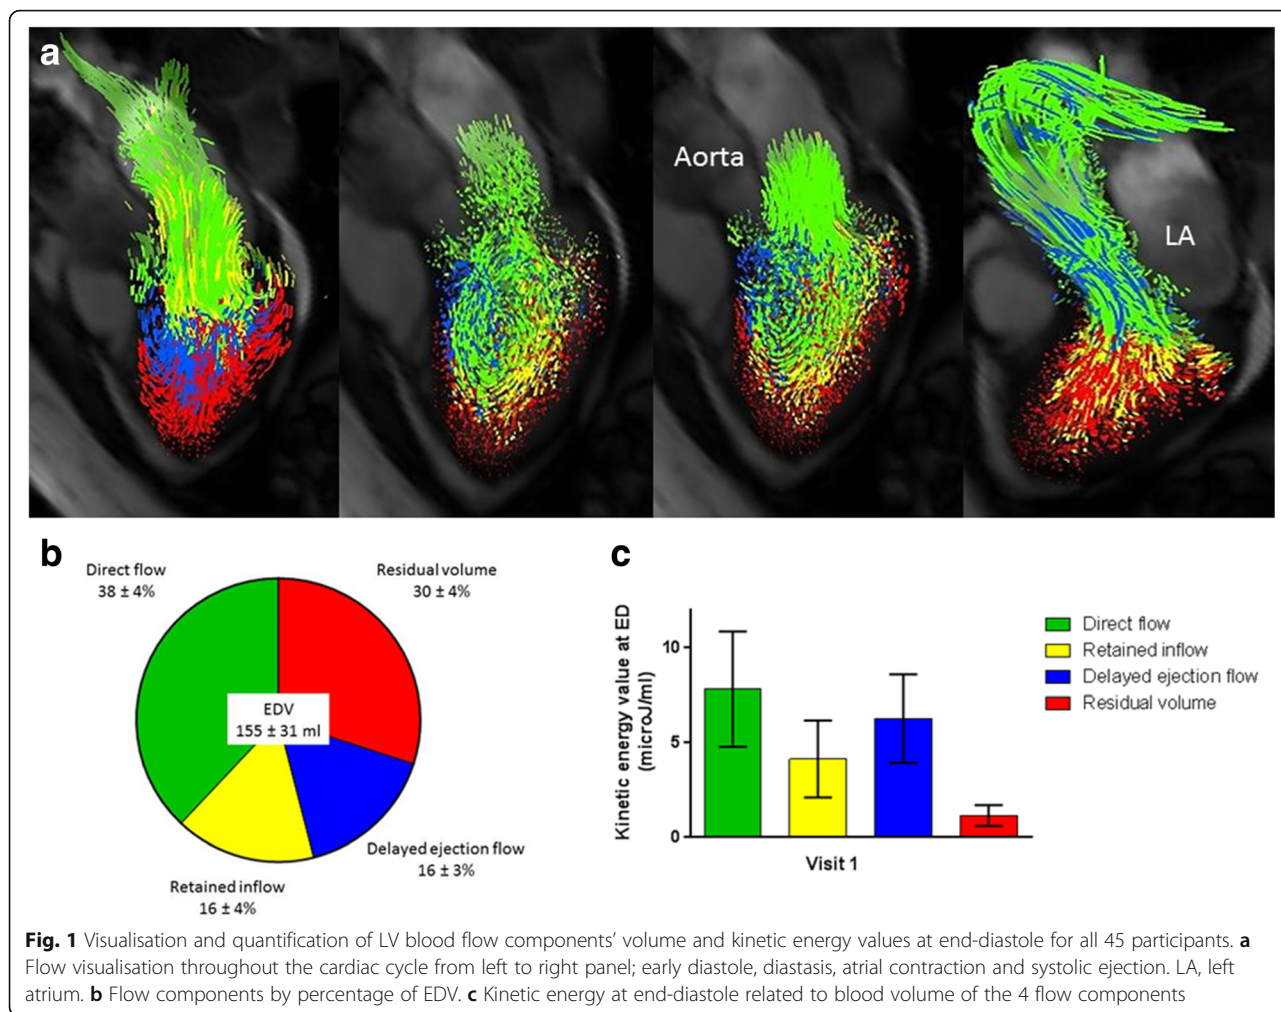 a
Aorta
LA
b
Direct flow
38 ± 4%
Residual volume
30 ± 4%
EDV
155 ± 31 ml
Delayed ejection flow
16 ± 3%
Retained inflow
16 ± 4%
c
Kinetic energy value at ED
(microJ/ml)
10
5
0
Visit 1
Direct flow
Retained inflow
Delayed ejection flow
Residual volume
Fig. 1 Visualisation and quantification of LV blood flow components’ volume and kinetic energy values at end-diastole for all 45 participants. a
Flow visualisation throughout the cardiac cycle from left to right panel; early diastole, diastasis, atrial contraction and systolic ejection. LA, left
atrium. b Flow components by percentage of EDV. c Kinetic energy at end-diastole related to blood volume of the 4 flow components